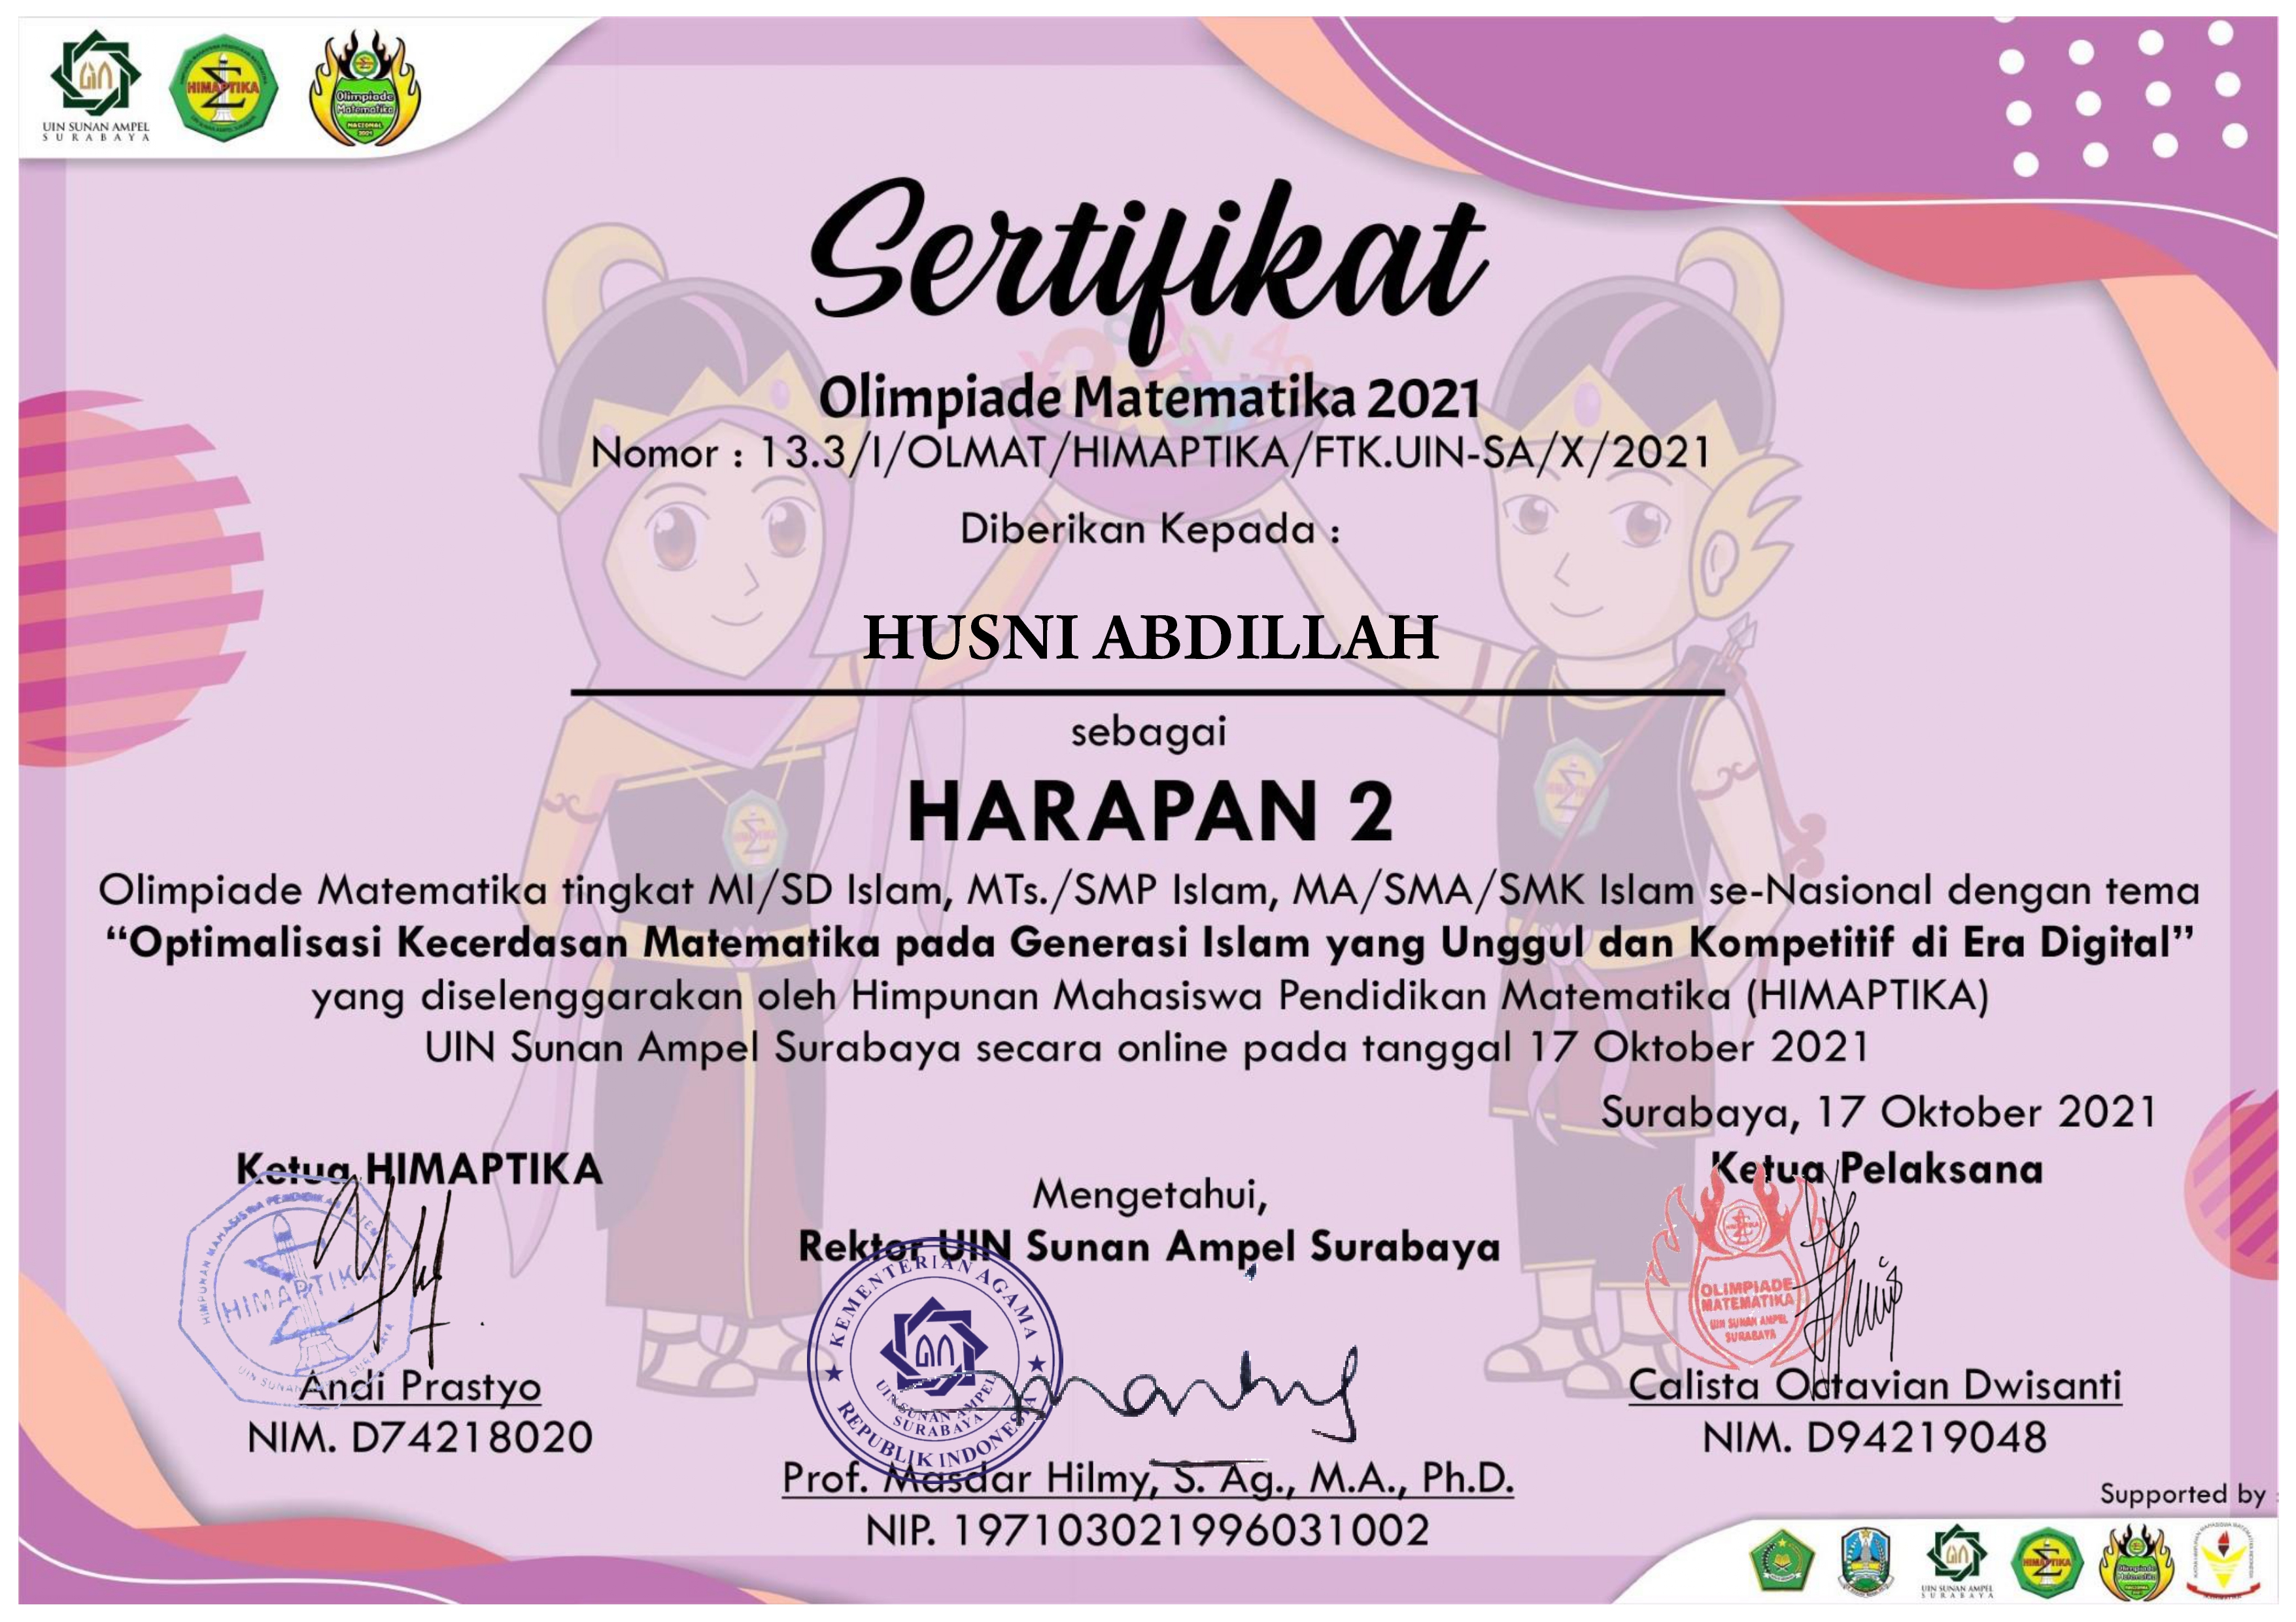 UIN SUNAN AMPEL
SURABAYA
HIMAPTIKA
Olimpiade
Matematika
NASIONAL
2021
Sertifikat
Olimpiade Matematika 2021
Nomor : 13.3/I/OLMAT/HIMAPTIKA/FTK.UIN-SA/X/2021
Diberikan Kepada :
HUSNI ABDILLAH
sebagai
HARAPAN 2
Olimpiade Matematika tingkat MI/SD Islam, MTs./SMP Islam, MA/SMA/SMK Islam se-Nasional dengan tema
“Optimalisasi Kecerdasan Matematika pada Generasi Islam yang Unggul dan Kompetitif di Era Digital”
yang diselenggarakan oleh Himpunan Mahasiswa Pendidikan Matematika (HIMAPTIKA)
UIN Sunan Ampel Surabaya secara online pada tanggal 17 Oktober 2021
Surabaya, 17 Oktober 2021
Ketua HIMAPTIKA
HIMAPTIKA
Andi Prastyo
NIM. D74218020
Mengetahui,
Rektor UIN Sunan Ampel Surabaya
KEMENTERIAN AGAMA
REPUBLIK INDONESIA
UIN SUNAN AMPEL
SURABAYA
Prof. Masdar Hilmy, S. Ag., M.A., Ph.D.
NIP. 197103021996031002
Ketua Pelaksana
OLIMPIADE
MATEMATIKA
UIN SUNAN AMPEL
SURABAYA
Calista Octavian Dwisanti
NIM. D94219048
Supported by :
UIN SUNAN AMPEL
SURABAYA
HIMAPTIKA
Olimpiade
Matematika